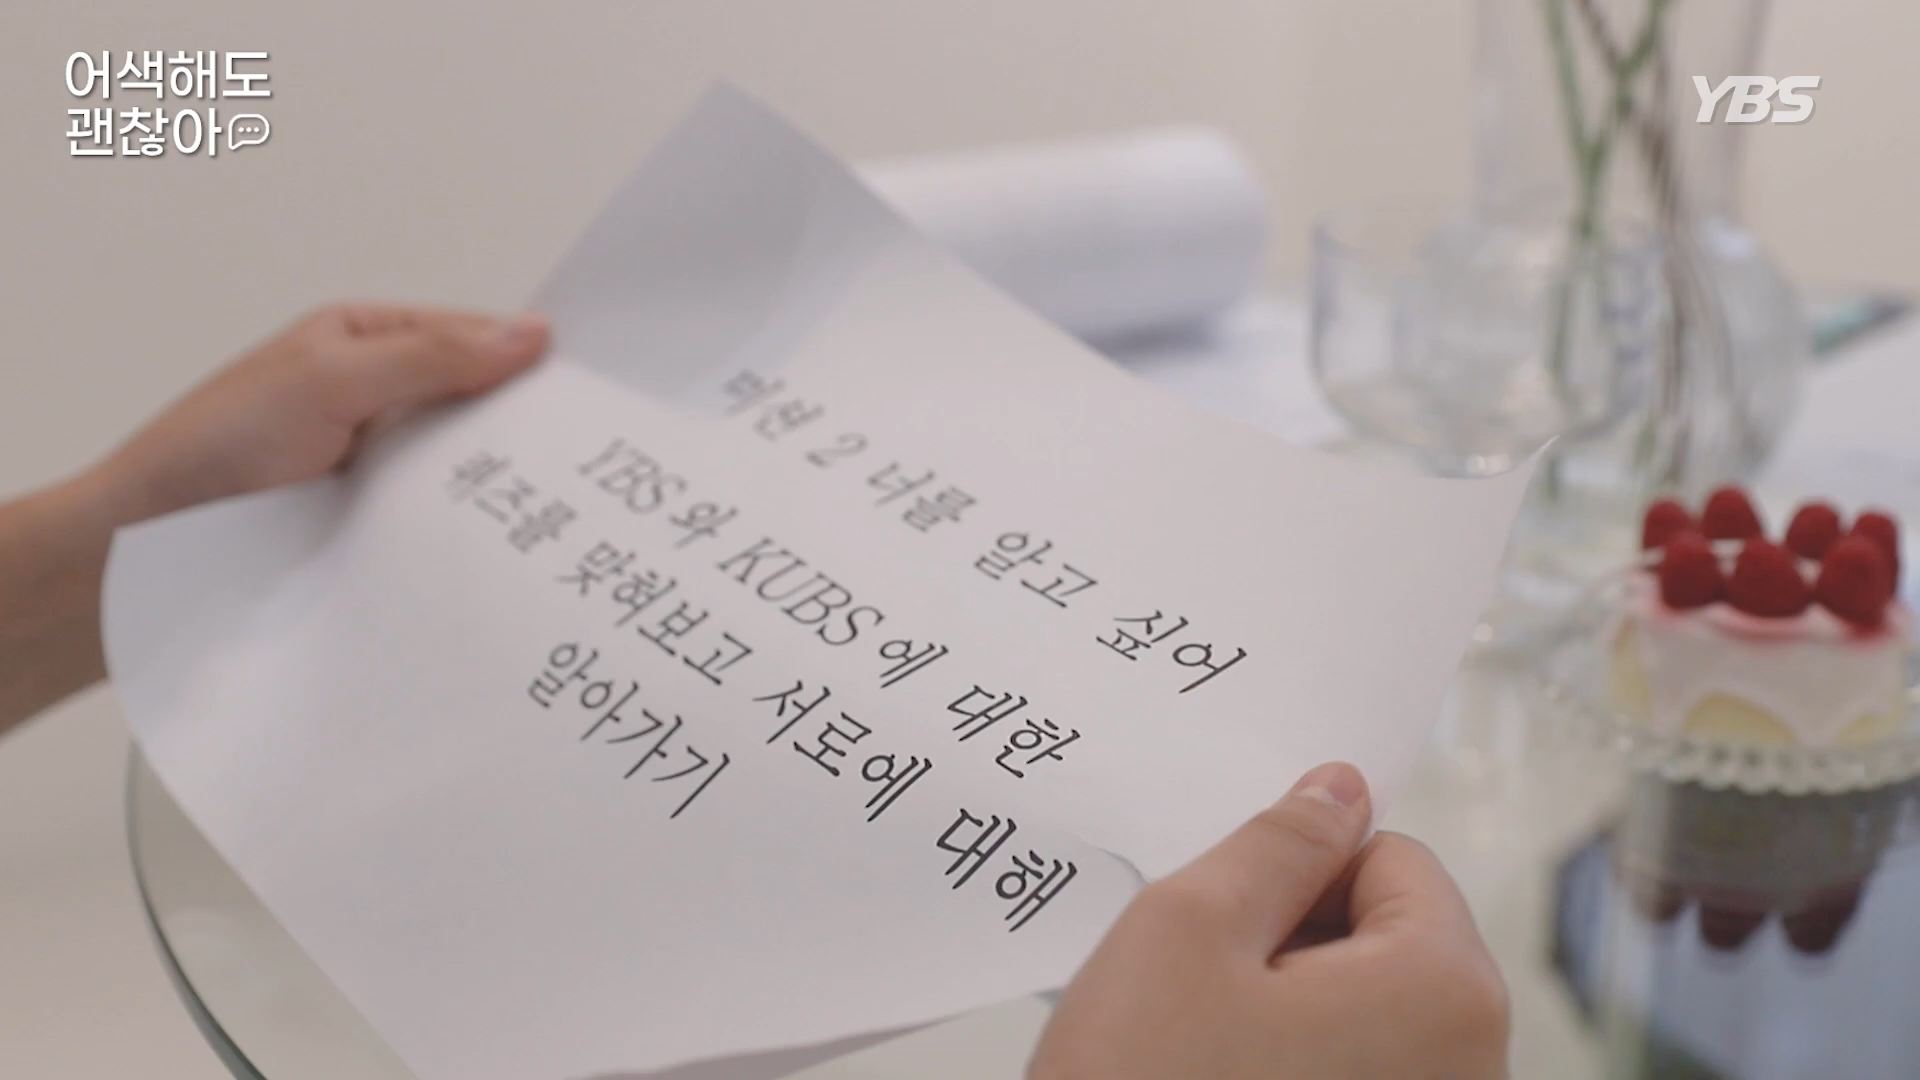 어색해도
괜찮아
YBS
미션 2 너를 알고 싶어
YBS와 KUBS에 대한
퀴즈를 맞혀보고 서로에 대해
알아가기